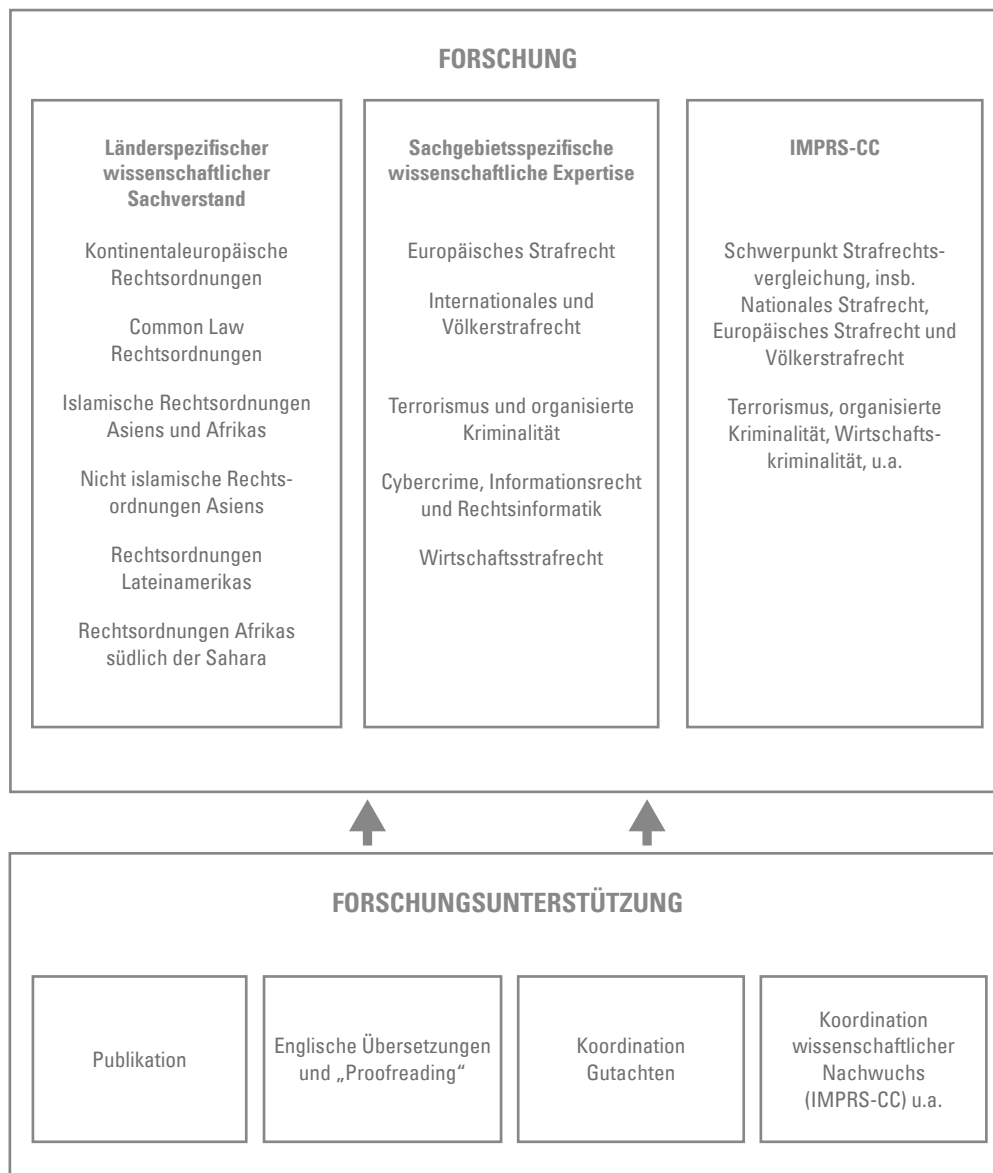 FORSCHUNG
Länderspezifischer
wissenschaftlicher
Sachverstand
Kontinentaleuropäische
Rechtsordnungen
Common Law
Rechtsordnungen
Islamische Rechtsordnungen
Asiens und Afrikas
Nicht islamische Rechts-
ordnungen Asiens
Rechtsordnungen
Lateinamerikas
Rechtsordnungen Afrikas
südlich der Sahara
Sachgebietsspezifische
wissenschaftliche Expertise
Europäisches Strafrecht
Internationales und
Völkerstrafrecht
Terrorismus und organisierte
Kriminalität
Cybercrime, Informationsrecht
und Rechtsinformatik
Wirtschaftsstrafrecht
IMPRS-CC
Schwerpunkt Strafrechts-
vergleichung, insb.
Nationales Strafrecht,
Europäisches Strafrecht und
Völkerstrafrecht
Terrorismus, organisierte
Kriminalität, Wirtschafts-
kriminalität, u.a.
FORSCHUNGSUNTERSTÜTZUNG
Publikation
Englische Übersetzungen
und „Proofreading“
Koordination
Gutachten
Koordination
wissenschaftlicher
Nachwuchs
(IMPRS-CC) u.a.